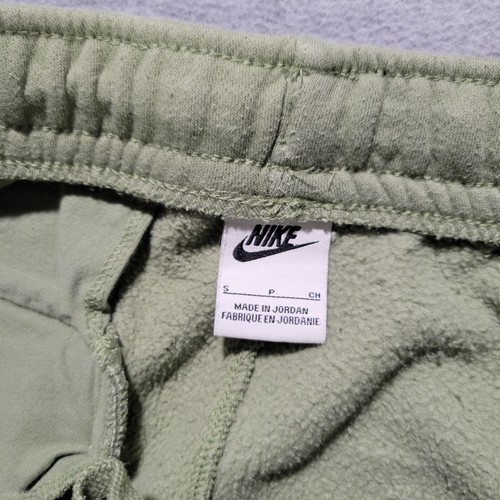 NIKE
S P CH
MADE IN JORDAN
FABRIQUE EN JORDANIE